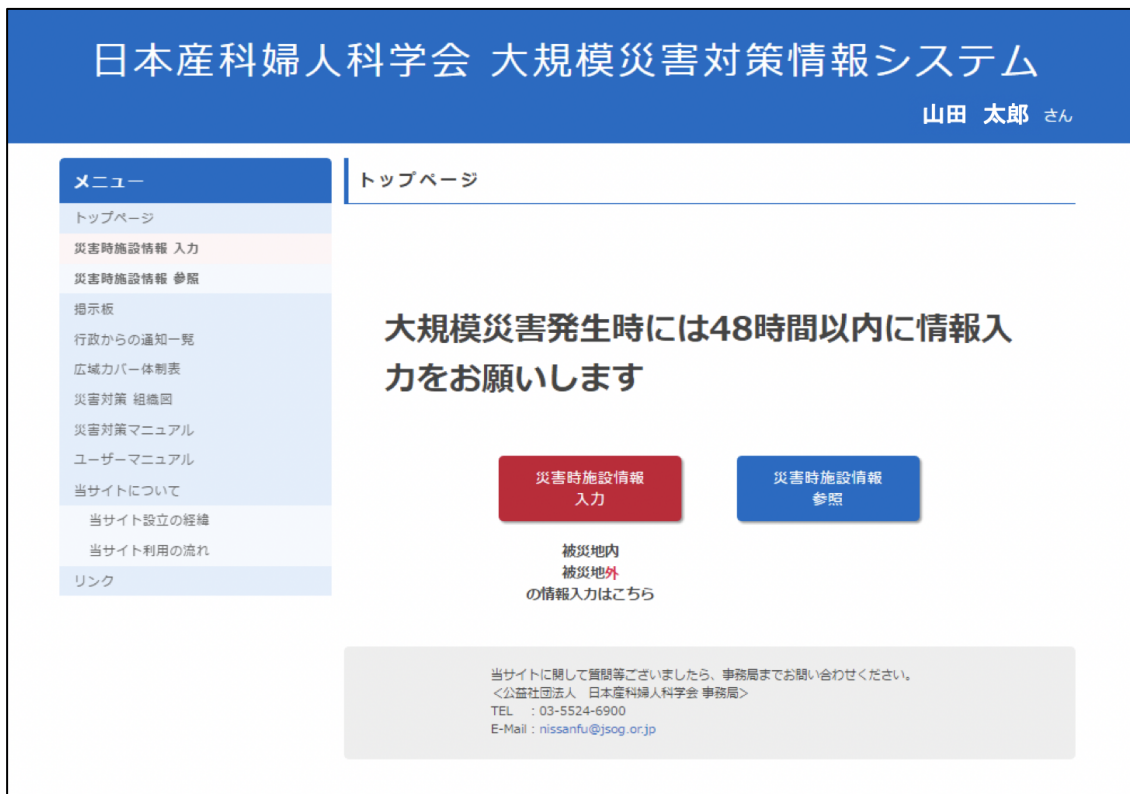 日本産科婦人科学会 大規模災害対策情報システム
山田 太郎 さん
メニュー
トップページ
災害時施設情報 入力
災害時施設情報 参照
掲示板
行政からの通知一覧
広域カバー体制表
災害対策 組織図
災害対策マニュアル
ユーザーマニュアル
当サイトについて
当サイト設立の経緯
当サイト利用の流れ
リンク
トップページ
大規模災害発生時には48時間以内に情報入
力をお願いします
災害時施設情報
入力
災害時施設情報
参照
被災地内
被災地外
の情報入力はこちら
当サイトに関して質問等ございましたら、事務局までお問い合わせください。
<公益社団法人 日本産科婦人科学会 事務局>
TEL : 03-5524-6900
E-Mail : nissanfu@jsog.or.jp